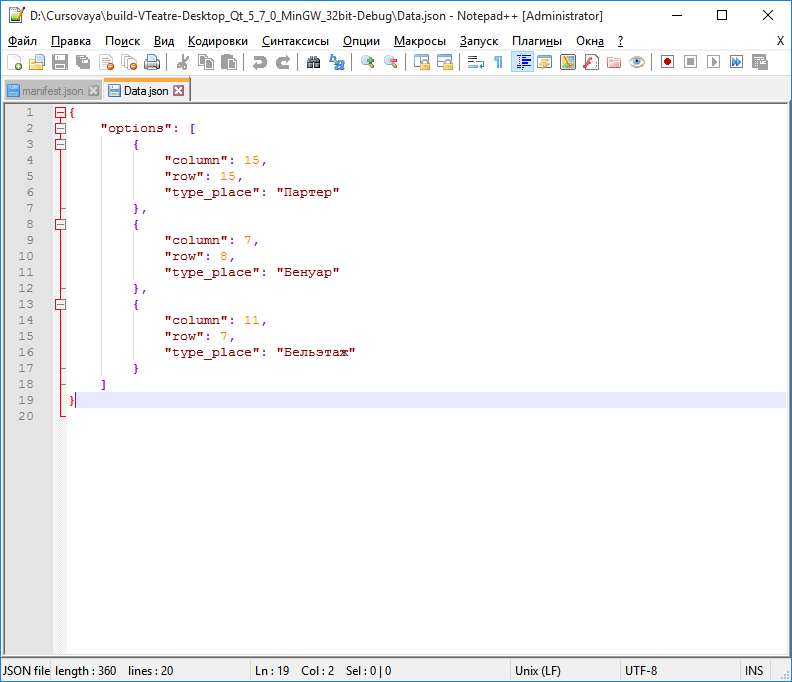 D:\Cursovaya\build-VTeatre-Desktop_Qt_5_7_0_MinGW_32bit-Debug\Data.json - Notepad++ [Administrator]
Файл Правка Поиск Вид Кодировки Синтаксисы Опции Макросы Запуск Плагины Окна ? X
manifest.json Data.json
1 {
2 "options": [
3 {
4 "column": 15,
5 "row": 15,
6 "type_place": "Партер"
7 },
8 {
9 "column": 7,
10 "row": 8,
11 "type_place": "Бенуар"
12 },
13 {
14 "column": 11,
15 "row": 7,
16 "type_place": "Бельэтаж"
17 }
18 ]
19 }
20
JSON file length : 360 lines : 20 Ln : 19 Col : 2 Sel : 0 | 0 Unix (LF) UTF-8 INS